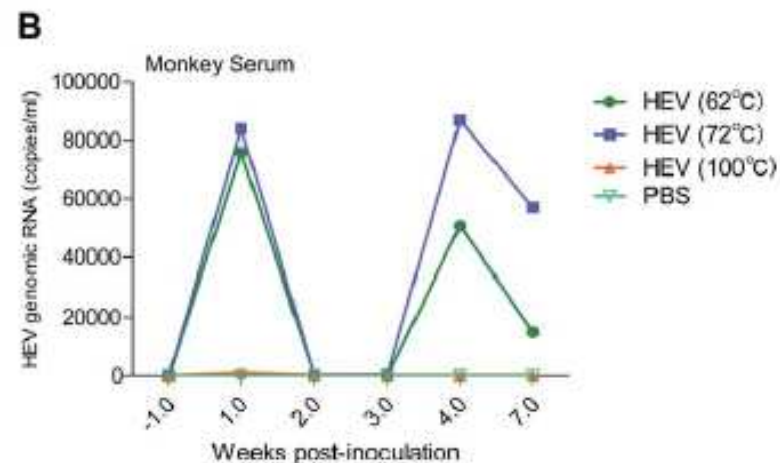 B
Monkey Serum
HEV genomic RNA (copies/ml)
100000
80000
60000
40000
20000
0
-1.0
1.0
2.0
3.0
4.0
7.0
Weeks post-inoculation
HEV (62°C)
HEV (72°C)
HEV (100°C)
PBS